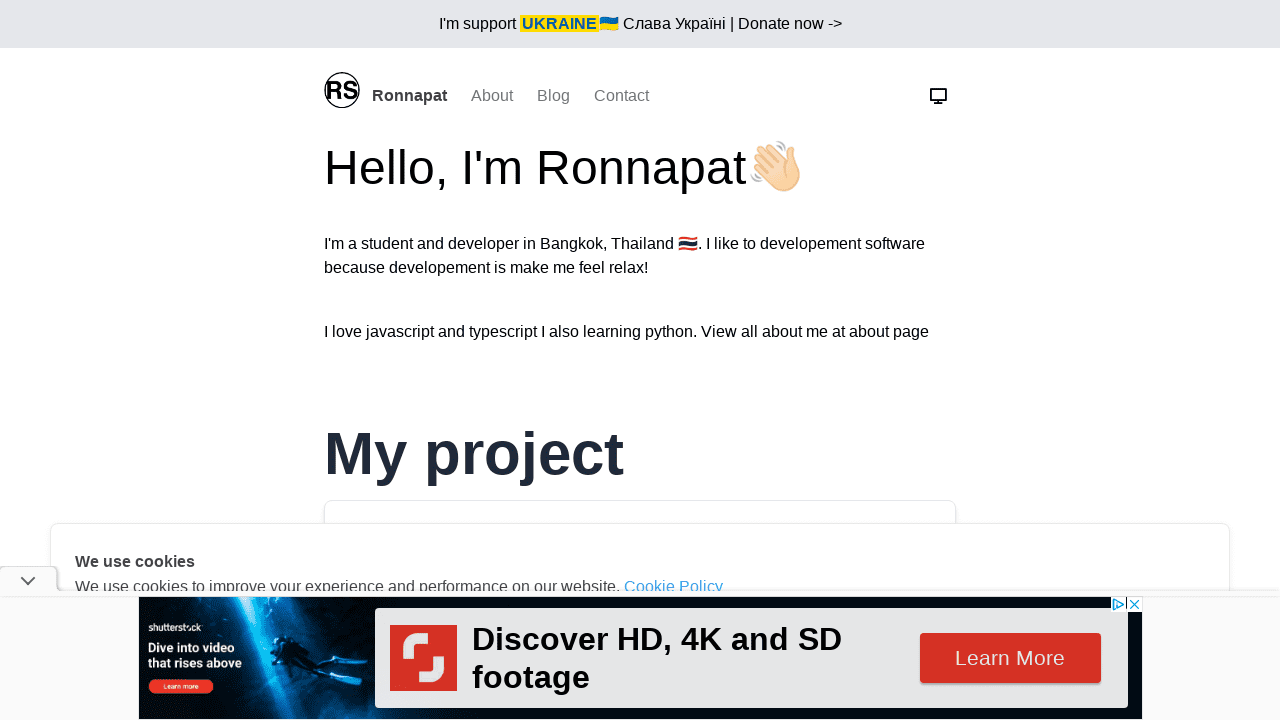 I'm support UKRAINE🇺🇦 Слава Україні | Donate now ->
RS
Ronnapat About Blog Contact
Hello, I'm Ronnapat👋🏻
I'm a student and developer in Bangkok, Thailand 🇹🇭. I like to developement software
because developement is make me feel relax!
I love javascript and typescript I also learning python. View all about me at about page
My project
We use cookies
We use cookies to improve your experience and performance on our website. Cookie Policy
shutterstock
Dive into video
that rises above
Learn more
Discover HD, 4K and SD
footage
Learn More